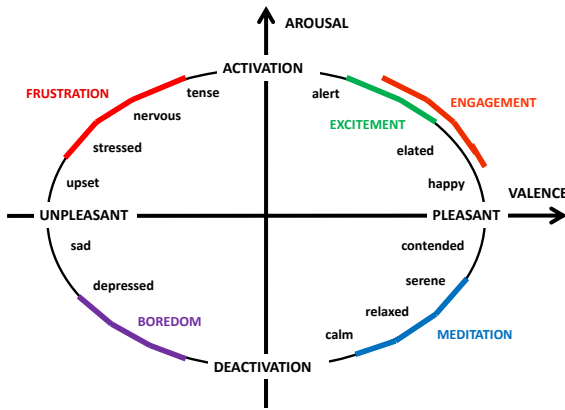 AROUSAL
ACTIVATION
FRUSTRATION
tense
alert
ENGAGEMENT
nervous
EXCITEMENT
stressed
elated
upset
happy
VALENCE
UNPLEASANT
PLEASANT
sad
contended
depressed
serene
relaxed
BOREDOM
calm
MEDITATION
DEACTIVATION